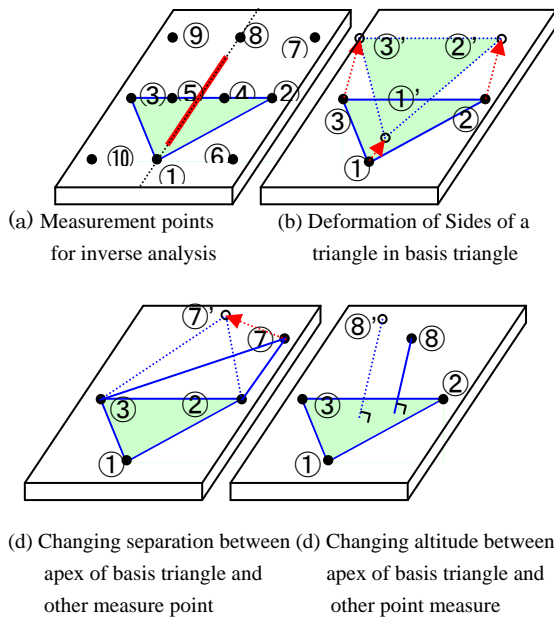 ⑨ ⑧ ⑦
③ ⑤ ④ ②
⑩ ① ⑥
③' ②'
①'
③ ②
①
(a) Measurement points
for inverse analysis
(b) Deformation of Sides of a
triangle in basis triangle
⑦'
⑦
③ ②
①
⑧'
⑧
③ ②
①
(d) Changing separation between
apex of basis triangle and
other measure point
(d) Changing altitude between
apex of basis triangle and
other point measure